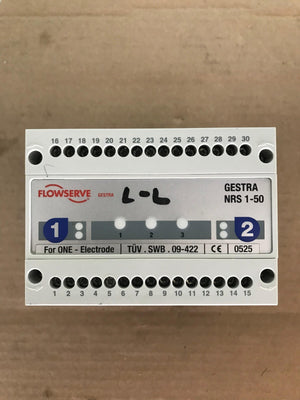 16 17 18 19 20 21 22 23 24 25 26 27 28 29 30
FLOWSERVE GESTRA
L-L
GESTRA
NRS 1-50
1 1 2 3 2
For ONE - Electrode TÜV . SWB . 09-422 CE 0525
1 2 3 4 5 6 7 8 9 10 11 12 13 14 15